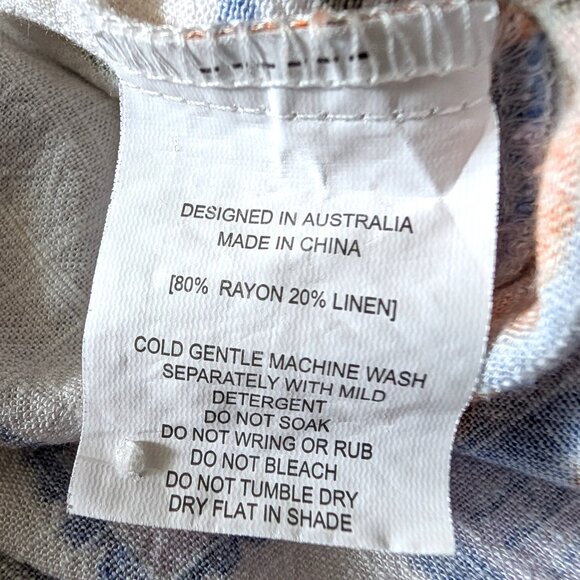 DESIGNED IN AUSTRALIA
MADE IN CHINA
[80% RAYON 20% LINEN]
COLD GENTLE MACHINE WASH
SEPARATELY WITH MILD
DETERGENT
DO NOT SOAK
DO NOT WRING OR RUB
DO NOT BLEACH
DO NOT TUMBLE DRY
DRY FLAT IN SHADE